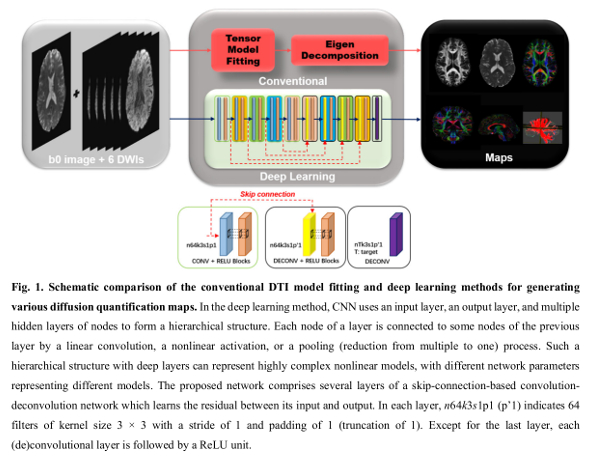 Tensor
Model
Fitting
Eigen
Decomposition
Conventional
b0 image + 6 DWIs
Deep Learning
Maps
Skip connection
n64k3s1p1
CONV + RELU Blocks
n64k3s1p'1
DECONV + RELU Blocks
nTk3s1p'1
T: target
DECONV
Fig. 1. Schematic comparison of the conventional DTI model fitting and deep learning methods for generating
various diffusion quantification maps. In the deep learning method, CNN uses an input layer, an output layer, and multiple
hidden layers of nodes to form a hierarchical structure. Each node of a layer is connected to some nodes of the previous
layer by a linear convolution, a nonlinear activation, or a pooling (reduction from multiple to one) process. Such a
hierarchical structure with deep layers can represent highly complex nonlinear models, with different network parameters
representing different models. The proposed network comprises several layers of a skip-connection-based convolution-
deconvolution network which learns the residual between its input and output. In each layer, n64k3s1p1 (p'1) indicates 64
filters of kernel size 3 × 3 with a stride of 1 and padding of 1 (truncation of 1). Except for the last layer, each
(de)convolutional layer is followed by a ReLU unit.